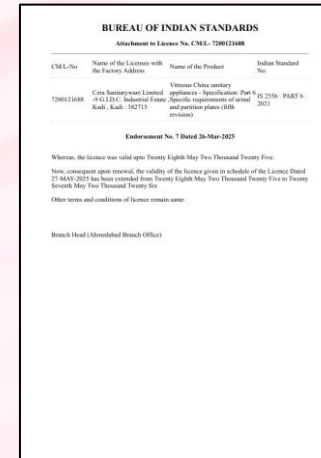 BUREAU OF INDIAN STANDARDS
Attachment to Licence No. CM/L- 7200121688
CM/L-No
Name of the Licensee with
the Factory Address
Name of the Product
Indian Standard
No.
7200121688
Cera Sanitaryware Limited
-9 G.I.D.C. Industrial Estate ,
Kadi , Kadi : 382715
Vitreous China sanitary
appliances - Specification: Part 6
Specific requirements of urinal
and partition plates (fifth
revision)
IS 2556 : PART 6 :
2021
Endorsement No. 7 Dated 26-Mar-2025
Whereas, the licence was valid upto Twenty Eighth May Two Thousand Twenty Five.
Now, consequent upon renewal, the validity of the licence given in schedule of the Licence Dated
27-MAY-2025 has been extended from Twenty Eighth May Two Thousand Twenty Five to Twenty
Seventh May Two Thousand Twenty Six
Other terms and conditions of licence remain same.
Branch Head (Ahmedabad Branch Office)